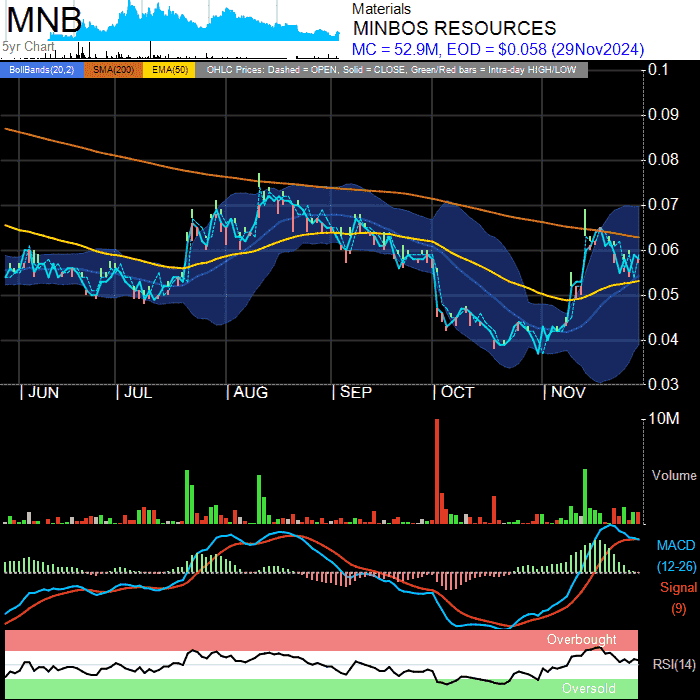 MNB
5yr Chart
Materials
MINBOS RESOURCES
MC = 52.9M, EOD = $0.058 (29Nov2024)
BollBands(20,2) SMA(200) EMA(50) OHLC Prices: Dashed = OPEN, Solid = CLOSE, Green/Red bars = Intra-day HIGH/LOW
0.1
0.09
0.08
0.07
0.06
0.05
0.04
0.03
| JUN | JUL | AUG | SEP | OCT | NOV
10M
Volume
MACD
(12-26)
Signal
(9)
Overbought
RSI(14)
Oversold